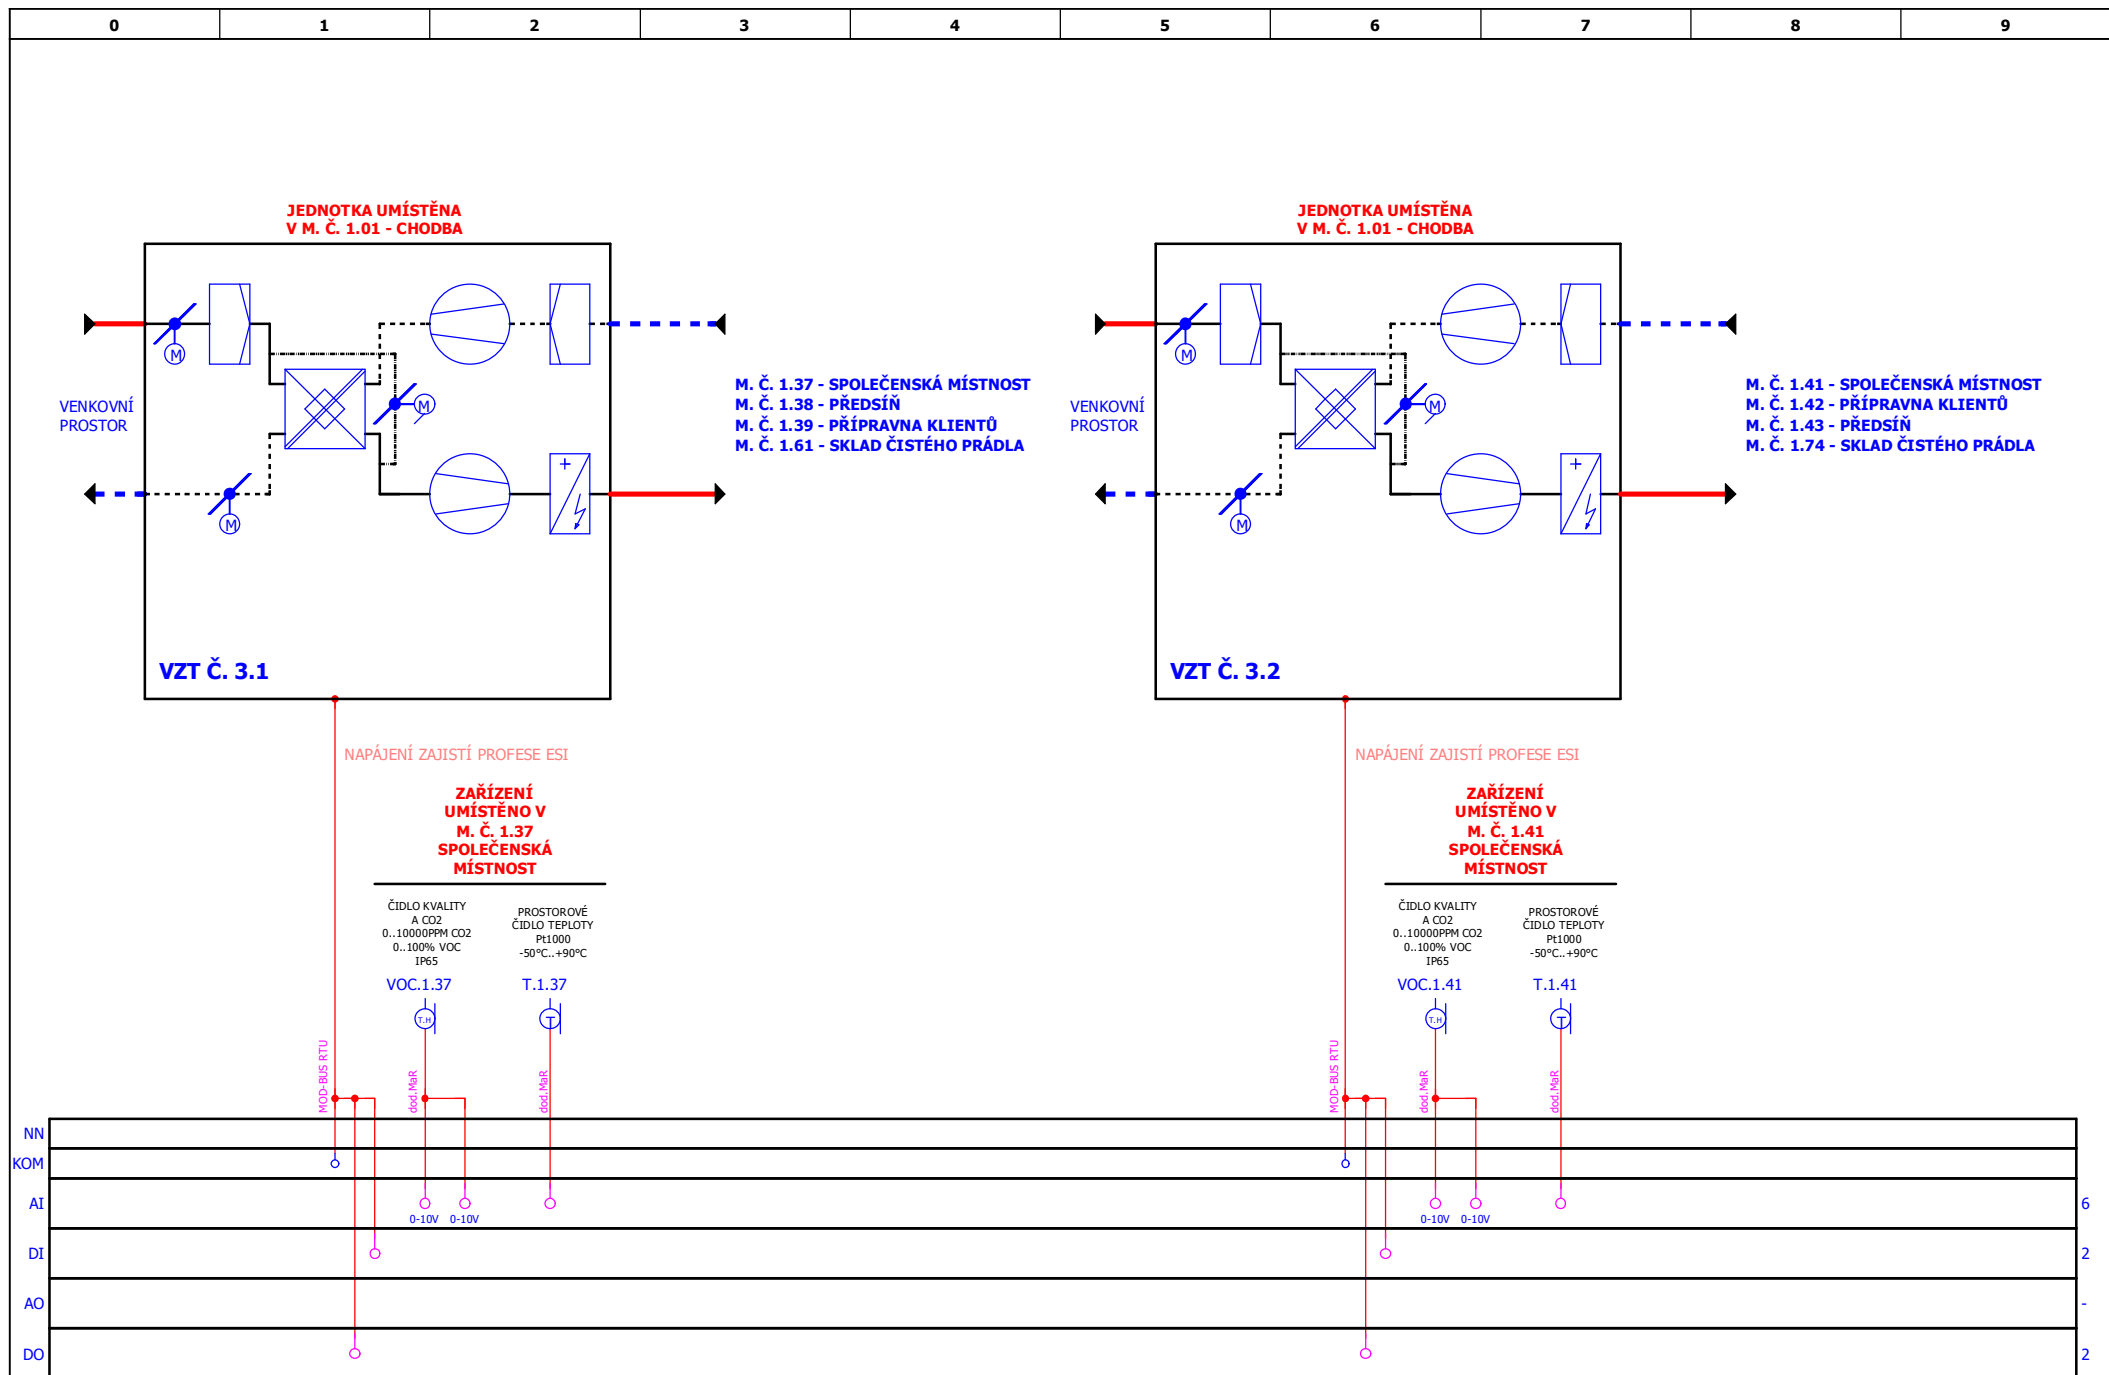 0 1 2 3 4 5 6 7 8 9
JEDNOTKA UMÍSTĚNA
V M. Č. 1.01 - CHODBA
M
M
M
VENKOVNÍ
PROSTOR
+
M. Č. 1.37 - SPOLEČENSKÁ MÍSTNOST
M. Č. 1.38 - PŘEDSÍŇ
M. Č. 1.39 - PŘÍPRAVNA KLIENTŮ
M. Č. 1.61 - SKLAD ČISTÉHO PRÁDLA
VZT Č. 3.1
JEDNOTKA UMÍSTĚNA
V M. Č. 1.01 - CHODBA
M
M
M
VENKOVNÍ
PROSTOR
+
M. Č. 1.41 - SPOLEČENSKÁ MÍSTNOST
M. Č. 1.42 - PŘÍPRAVNA KLIENTŮ
M. Č. 1.43 - PŘEDSÍŇ
M. Č. 1.74 - SKLAD ČISTÉHO PRÁDLA
VZT Č. 3.2
NAPÁJENÍ ZAJISTÍ PROFESE ESI
ZAŘÍZENÍ
UMÍSTĚNO V
M. Č. 1.37
SPOLEČENSKÁ
MÍSTNOST
ČIDLO KVALITY
A CO2
0..10000PPM CO2
0..100% VOC
IP65
VOC.1.37
T.H
PROSTOROVÉ
ČIDLO TEPLOTY
Pt1000
-50°C..+90°C
T.1.37
T
MOD-BUS RTU
dod.MaR
dod.MaR
NAPÁJENÍ ZAJISTÍ PROFESE ESI
ZAŘÍZENÍ
UMÍSTĚNO V
M. Č. 1.41
SPOLEČENSKÁ
MÍSTNOST
ČIDLO KVALITY
A CO2
0..10000PPM CO2
0..100% VOC
IP65
VOC.1.41
T.H
PROSTOROVÉ
ČIDLO TEPLOTY
Pt1000
-50°C..+90°C
T.1.41
T
MOD-BUS RTU
dod.MaR
dod.MaR
NN
KOM
AI 6
0-10V 0-10V 0-10V 0-10V
DI 2
AO -
DO 2